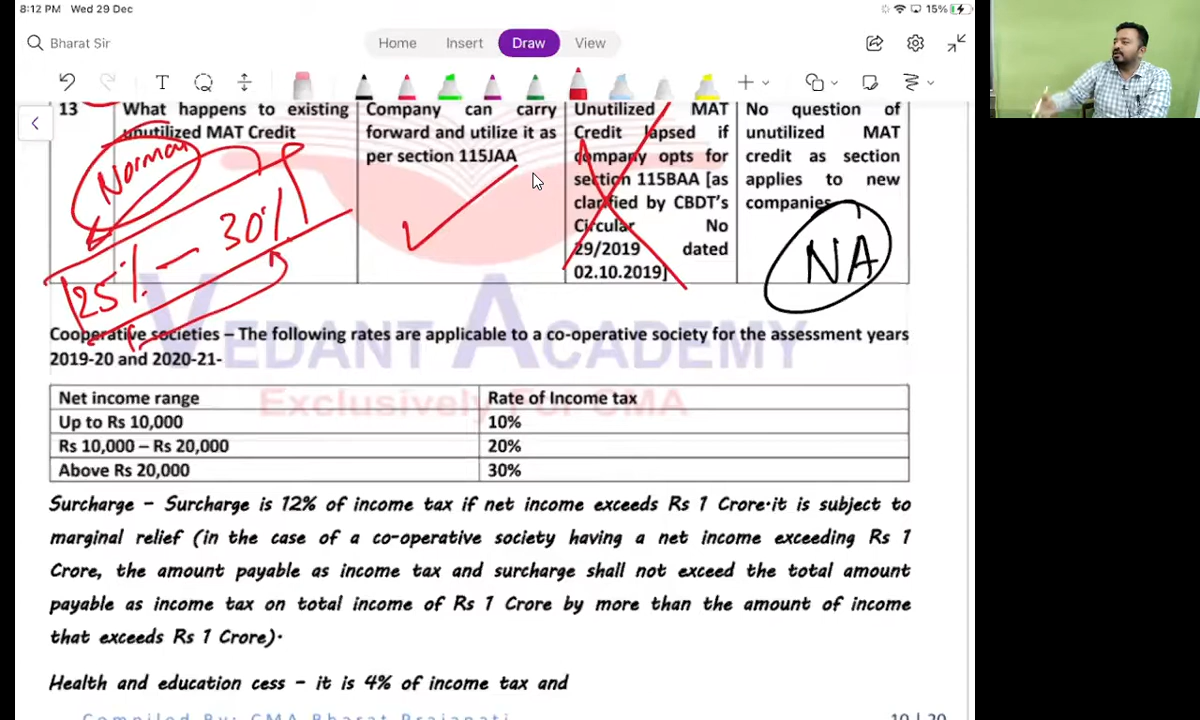 8:12 PM Wed 29 Dec
15%
Bharat Sir
Home Insert Draw View
13
What happens to existing
unutilized MAT Credit
Company can carry
forward and utilize it as
per section 115JAA
Unutilized MAT
Credit lapsed if
company opts for
section 115BAA [as
clarified by CBDT's
Circular No
29/2019 dated
02.10.2019]
No question of
unutilized MAT
credit as section
applies to new
companies
Normal
25% — 30%
NA
VEDANT ACADEMY
Exclusively For CMA
Cooperative societies – The following rates are applicable to a co-operative society for the assessment years
2019-20 and 2020-21-
Net income range Rate of Income tax
Up to Rs 10,000 10%
Rs 10,000 – Rs 20,000 20%
Above Rs 20,000 30%
Surcharge – Surcharge is 12% of income tax if net income exceeds Rs 1 Crore.it is subject to
marginal relief (in the case of a co-operative society having a net income exceeding Rs 1
Crore, the amount payable as income tax and surcharge shall not exceed the total amount
payable as income tax on total income of Rs 1 Crore by more than the amount of income
that exceeds Rs 1 Crore).
Health and education cess – it is 4% of income tax and
Compiled By: CMA Bharat Prajapati
10 | 20